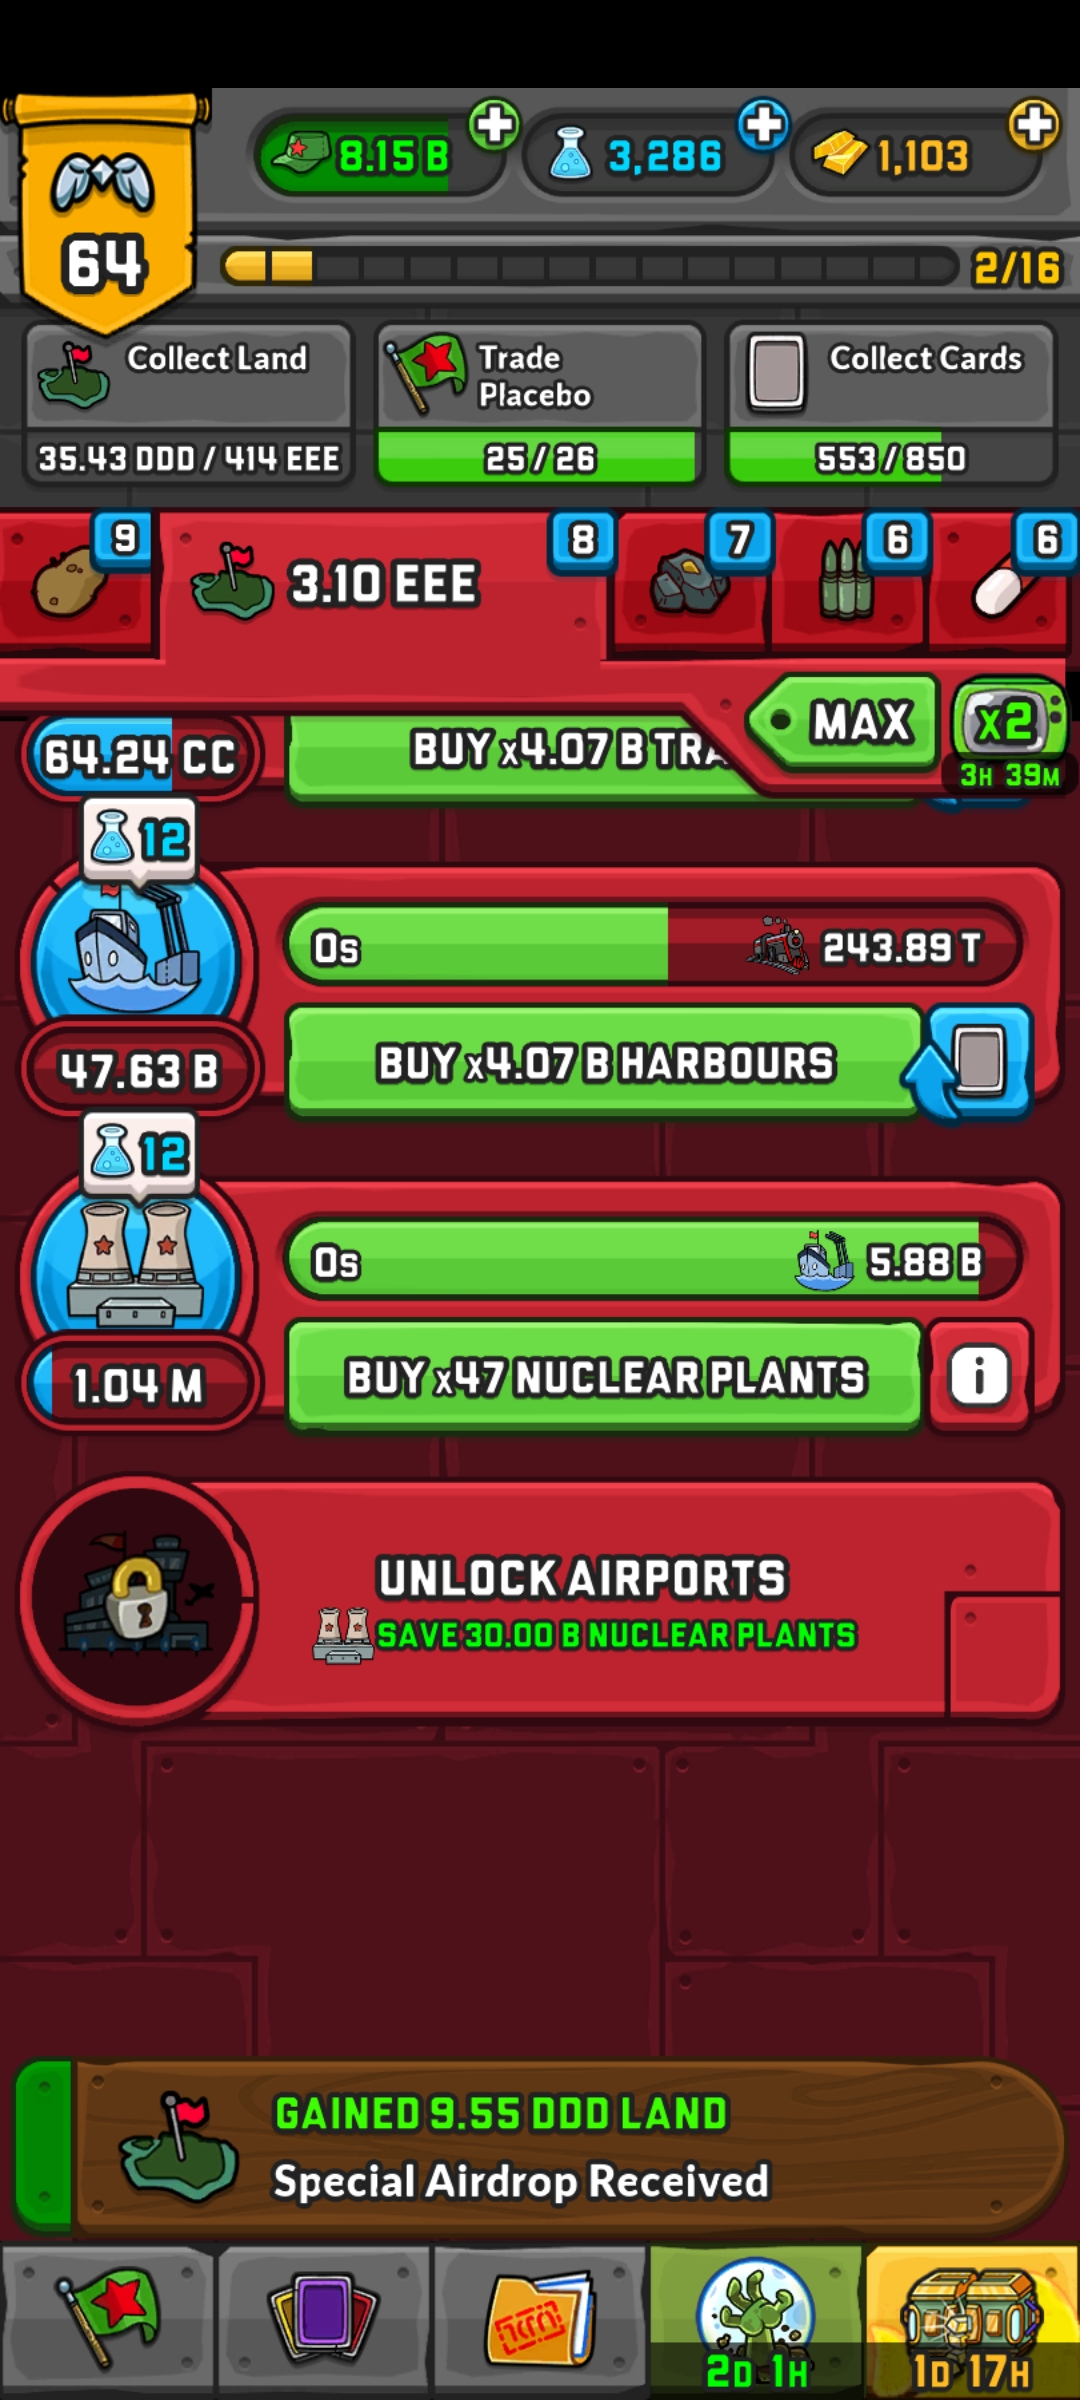 64
8.15 B
3,286
1,103
2/16
Collect Land
35.43 DDD / 414 EEE
Trade
Placebo
25 / 26
Collect Cards
553 / 850
9
3.10 EEE
8
7
6
6
MAX
x2
3H 39M
64.24 CC
BUY x4.07 B TRA
12
0s
243.89 T
47.63 B
BUY x4.07 B HARBOURS
12
0s
5.88 B
1.04 M
BUY x47 NUCLEAR PLANTS
i
UNLOCK AIRPORTS
SAVE 30.00 B NUCLEAR PLANTS
GAINED 9.55 DDD LAND
Special Airdrop Received
2D 1H
1D 17H